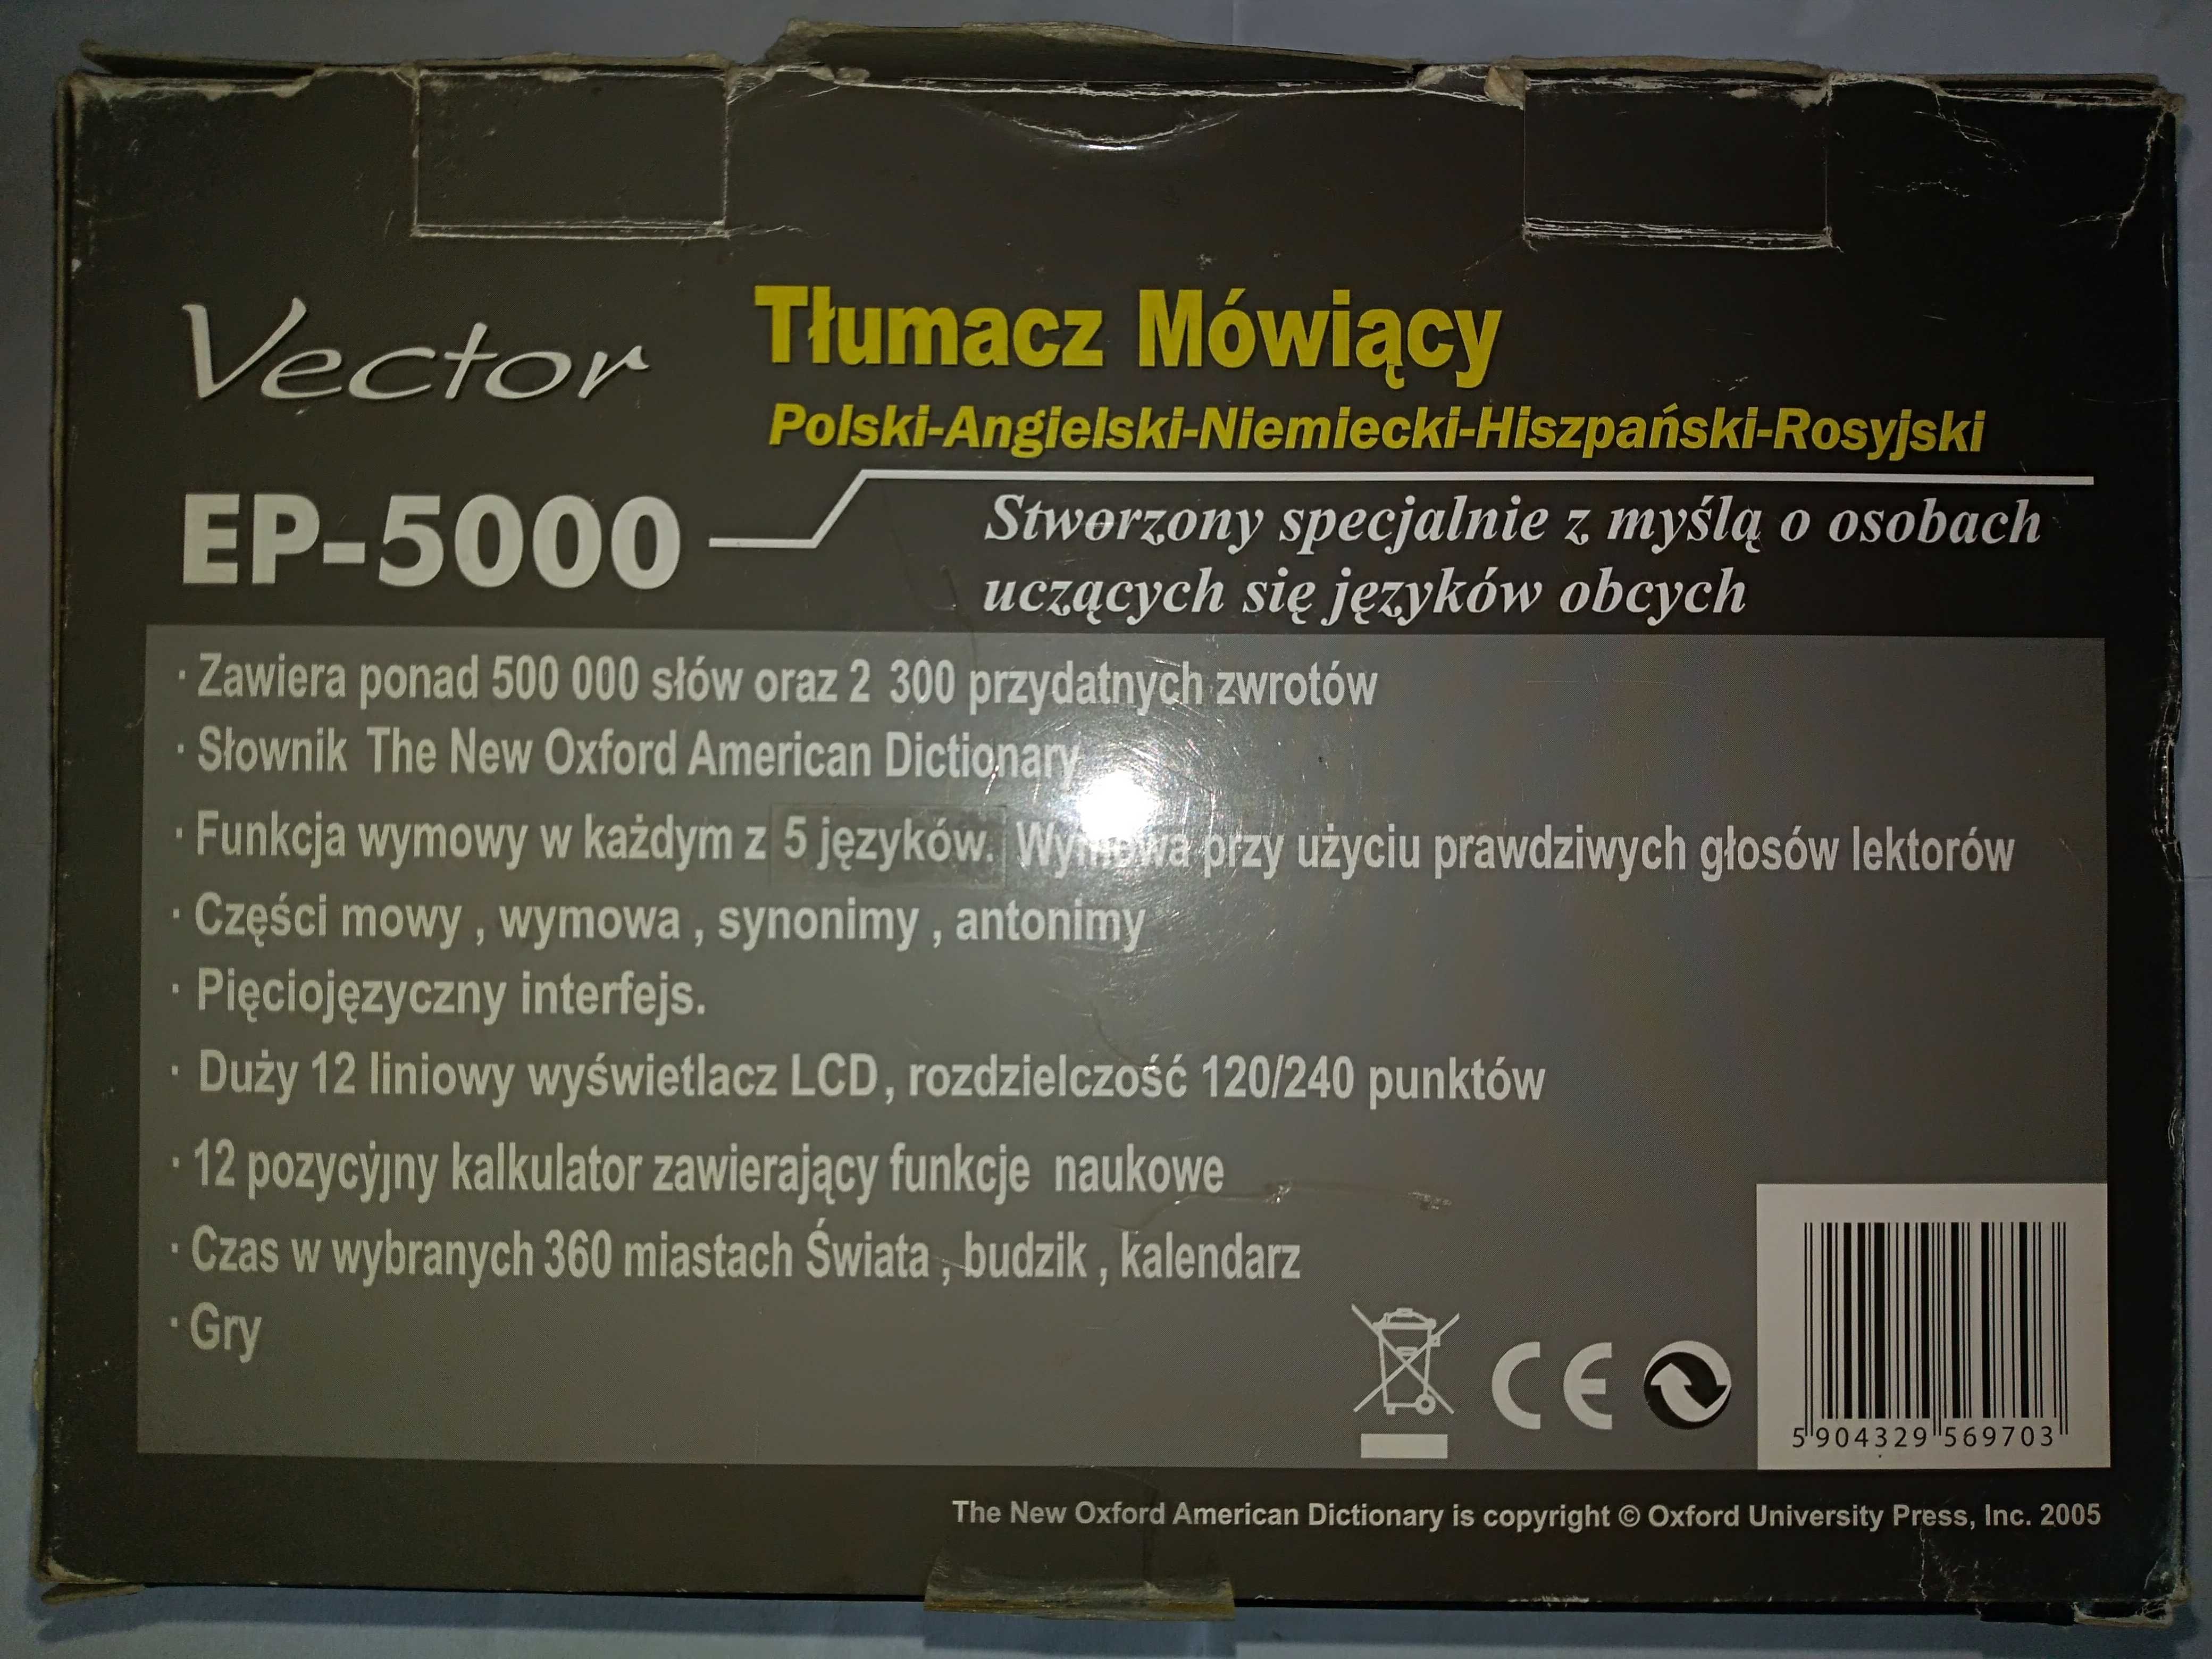 Vector
Tłumacz Mówiący
Polski-Angielski-Niemiecki-Hiszpański-Rosyjski
EP-5000
Stworzony specjalnie z myślą o osobach
uczących się języków obcych
· Zawiera ponad 500 000 słów oraz 2 300 przydatnych zwrotów
· Słownik The New Oxford American Dictionary
· Funkcja wymowy w każdym z 5 języków. Wymowa przy użyciu prawdziwych głosów lektorów
· Części mowy , wymowa , synonimy , antonimy
· Pięciojęzyczny interfejs.
· Duży 12 liniowy wyświetlacz LCD, rozdzielczość 120/240 punktów
· 12 pozycyjny kalkulator zawierający funkcje naukowe
· Czas w wybranych 360 miastach Świata , budzik , kalendarz
· Gry
CE
5 904329 569703
The New Oxford American Dictionary is copyright © Oxford University Press, Inc. 2005